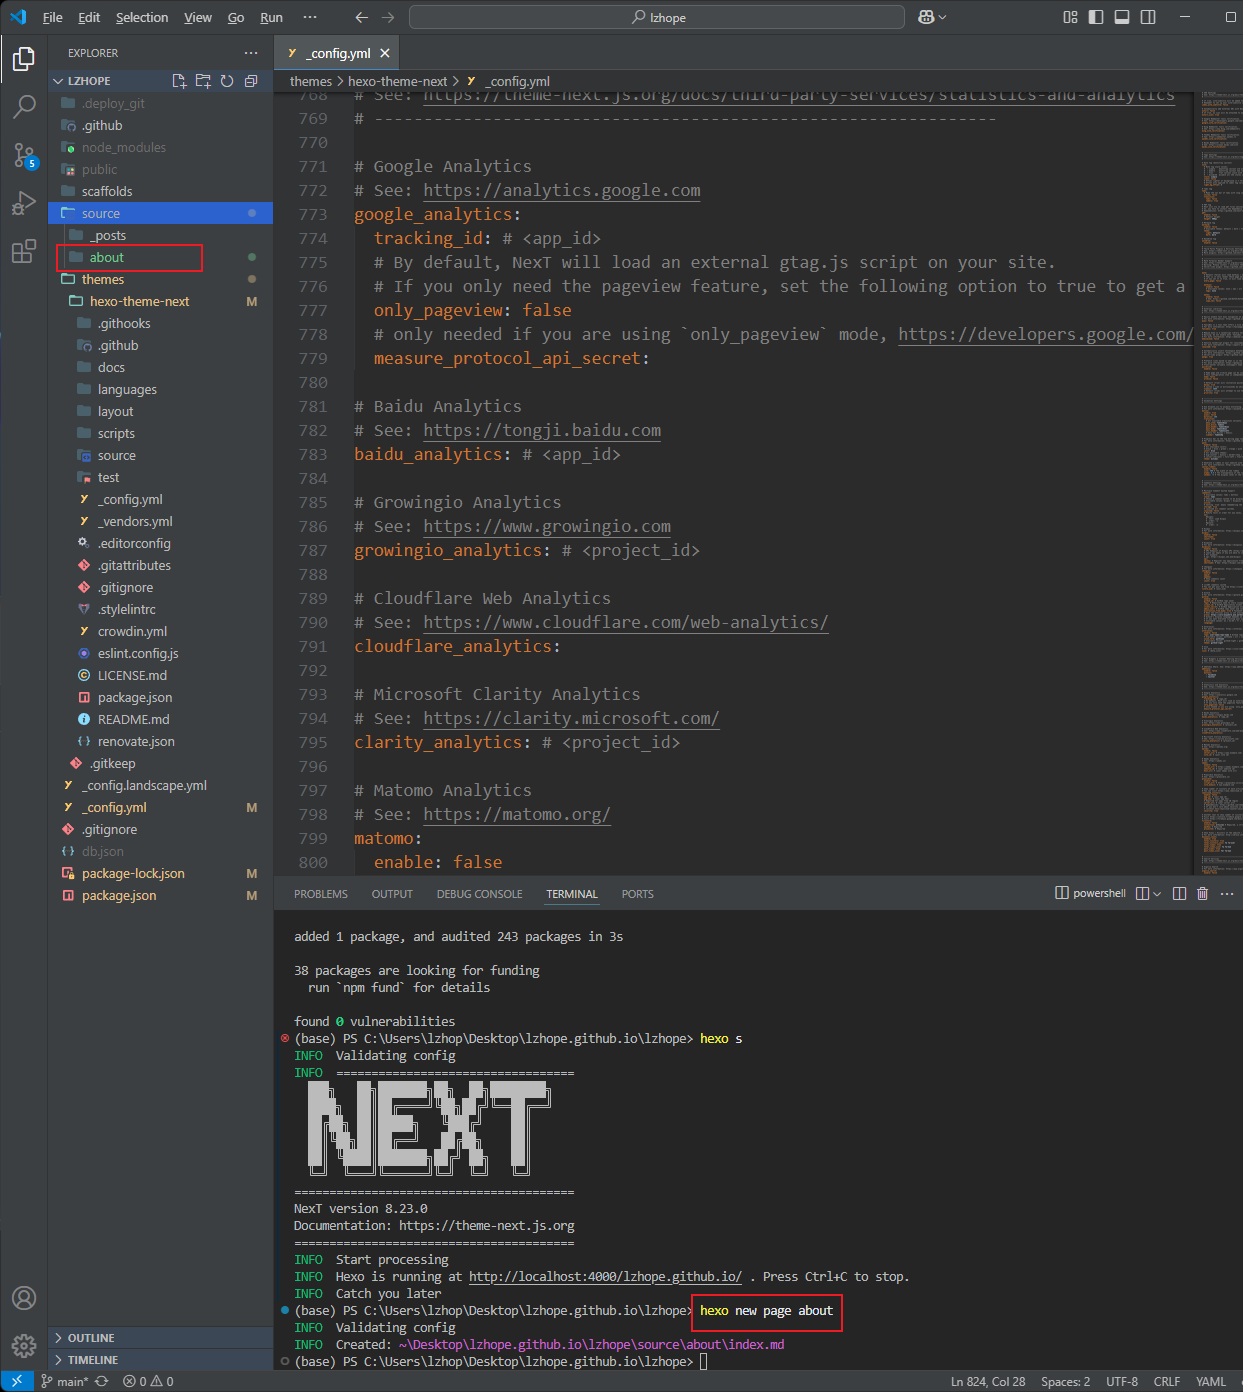 File Edit Selection View Go Run ··· lzhope
EXPLORER
LZHOPE
.deploy_git
.github
node_modules
public
scaffolds
source
_posts
about
themes
hexo-theme-next M
.githooks
.github
docs
languages
layout
scripts
source
test
_config.yml
_vendors.yml
.editorconfig
.gitattributes
.gitignore
.stylelintrc
crowdin.yml
eslint.config.js
LICENSE.md
package.json
README.md
renovate.json
.gitkeep
_config.landscape.yml
_config.yml M
.gitignore
db.json
package-lock.json M
package.json M
OUTLINE
TIMELINE
5
_config.yml
themes > hexo-theme-next > _config.yml
768 # See: https://theme-next.js.org/docs/third-party-services/statistics-and-analytics
769 # ---------------------------------------------------------------
770
771 # Google Analytics
772 # See: https://analytics.google.com
773 google_analytics:
774 tracking_id: # <app_id>
775 # By default, NexT will load an external gtag.js script on your site.
776 # If you only need the pageview feature, set the following option to true to get a
777 only_pageview: false
778 # only needed if you are using `only_pageview` mode, https://developers.google.com/
779 measure_protocol_api_secret:
780
781 # Baidu Analytics
782 # See: https://tongji.baidu.com
783 baidu_analytics: # <app_id>
784
785 # Growingio Analytics
786 # See: https://www.growingio.com
787 growingio_analytics: # <project_id>
788
789 # Cloudflare Web Analytics
790 # See: https://www.cloudflare.com/web-analytics/
791 cloudflare_analytics:
792
793 # Microsoft Clarity Analytics
794 # See: https://clarity.microsoft.com/
795 clarity_analytics: # <project_id>
796
797 # Matomo Analytics
798 # See: https://matomo.org/
799 matomo:
800 enable: false
PROBLEMS OUTPUT DEBUG CONSOLE TERMINAL PORTS powershell
added 1 package, and audited 243 packages in 3s
38 packages are looking for funding
run `npm fund` for details
found 0 vulnerabilities
(base) PS C:\Users\lzhop\Desktop\lzhope.github.io\lzhope> hexo s
INFO Validating config
INFO ==================================
NEXT
========================================
NexT version 8.23.0
Documentation: https://theme-next.js.org
========================================
INFO Start processing
INFO Hexo is running at http://localhost:4000/lzhope.github.io/ . Press Ctrl+C to stop.
INFO Catch you later
(base) PS C:\Users\lzhop\Desktop\lzhope.github.io\lzhope> hexo new page about
INFO Validating config
INFO Created: ~\Desktop\lzhope.github.io\lzhope\source\about\index.md
(base) PS C:\Users\lzhop\Desktop\lzhope.github.io\lzhope>
main* 0 0 Ln 824, Col 28 Spaces: 2 UTF-8 CRLF YAML